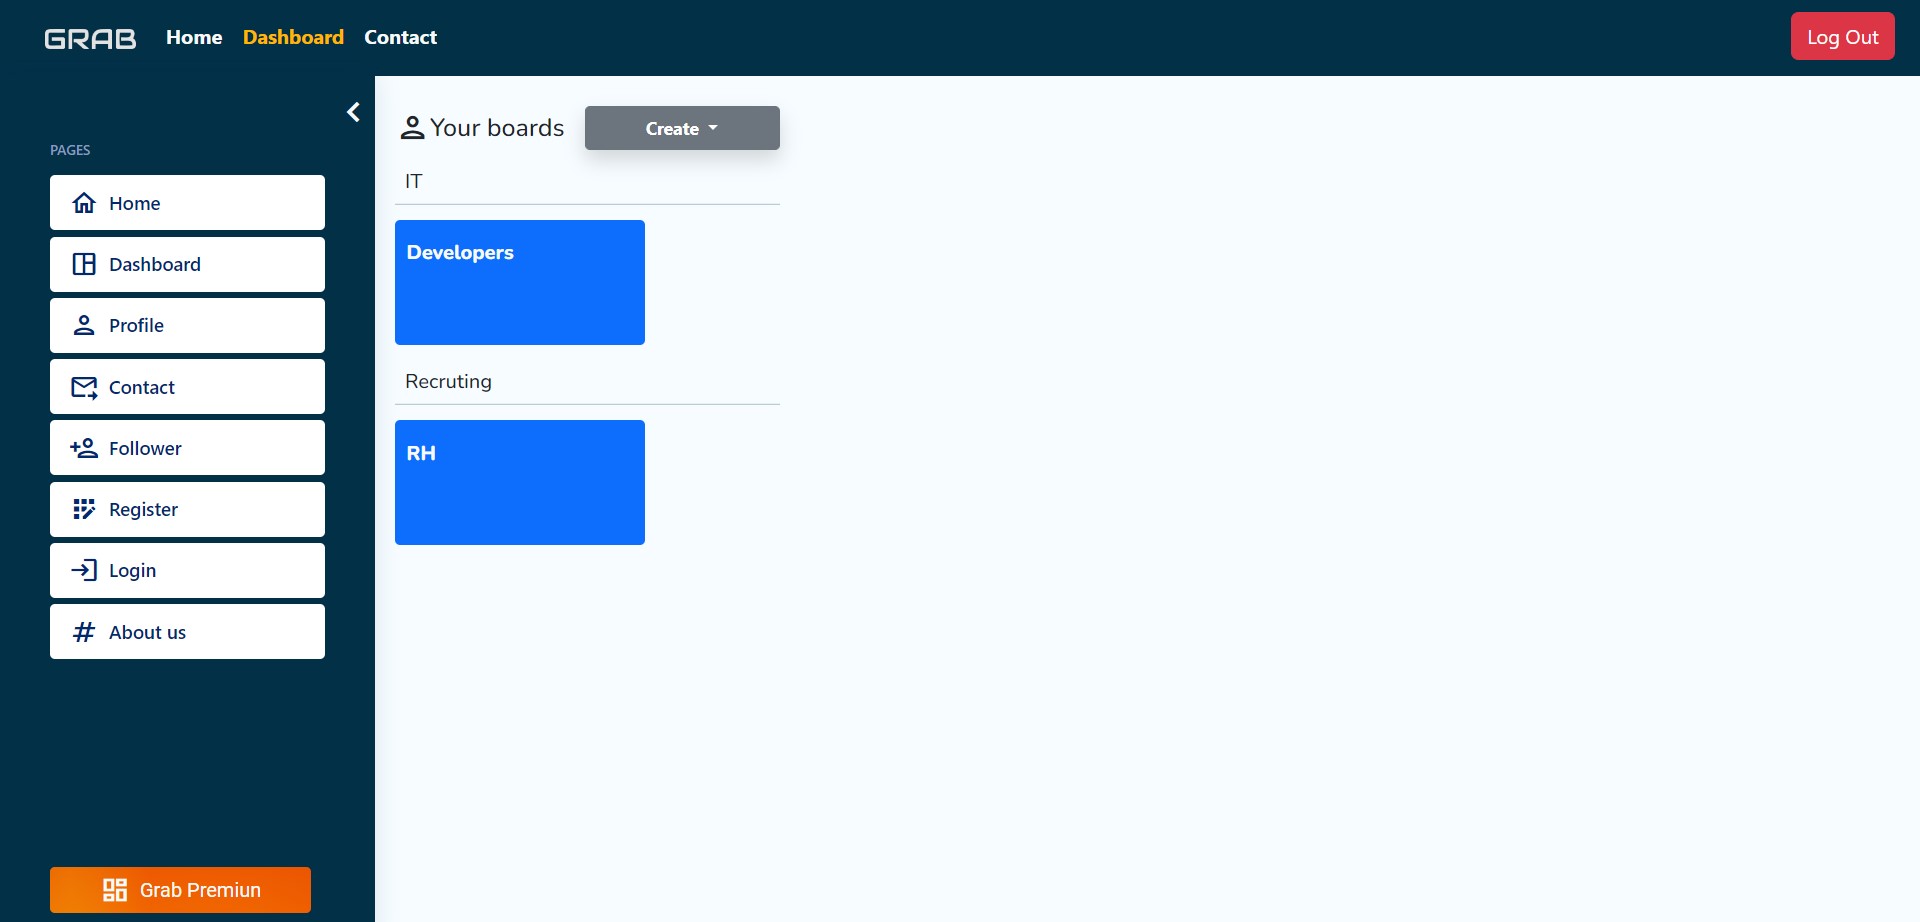 GRAB Home Dashboard Contact Log Out
PAGES
Home
Dashboard
Profile
Contact
Follower
Register
Login
# About us
Grab Premiun
Your boards Create
IT
Developers
Recruting
RH